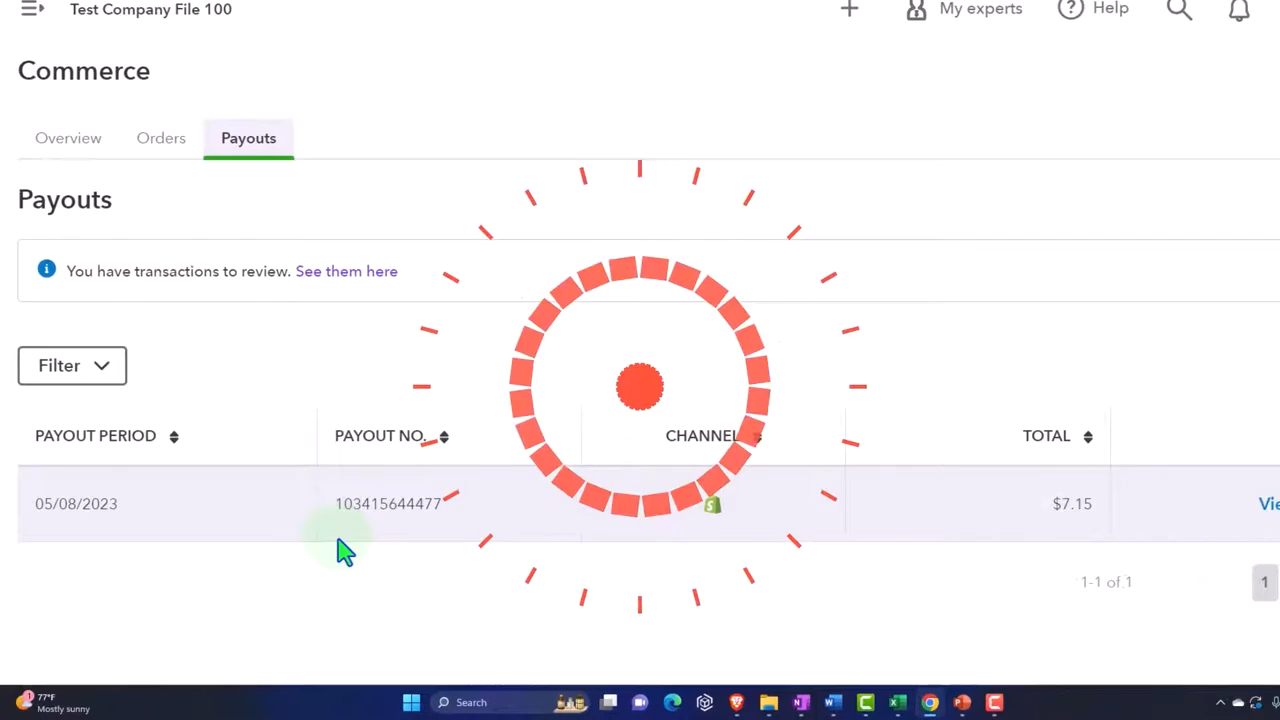 Test Company File 100
My experts
Help
Commerce
Overview Orders Payouts
Payouts
You have transactions to review. See them here
Filter
PAYOUT PERIOD PAYOUT NO. CHANNEL TOTAL
05/08/2023 103415644477 $7.15
1-1 of 1 1
1
77°F
Mostly sunny
Search